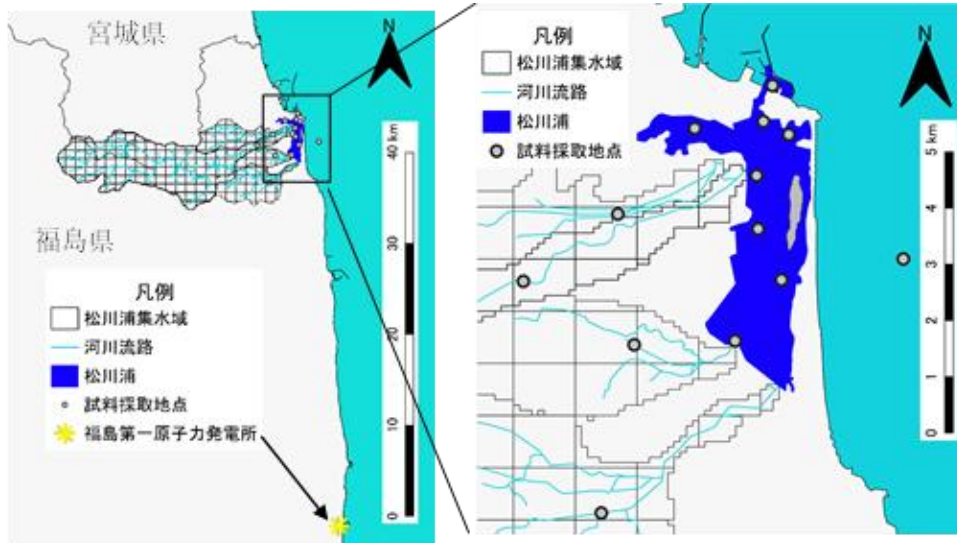 宮城県
N
40 km
30
20
10
0
福島県
凡例
松川浦集水域
河川流路
松川浦
試料採取地点
福島第一原子力発電所
凡例
松川浦集水域
河川流路
松川浦
試料採取地点
N
5 km
4
3
2
1
0